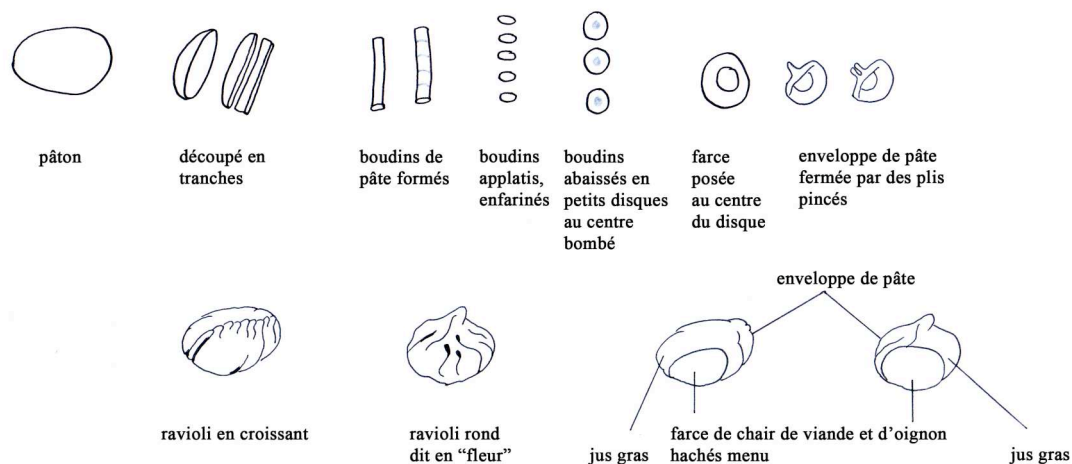 pâton
découpé en
tranches
boudins de
pâte formés
boudins
applatis,
enfarinés
boudins
abaissés en
petits disques
au centre
bombé
farce
posée
au centre
du disque
enveloppe de pâte
fermée par des plis
pincés
enveloppe de pâte
ravioli en croissant
ravioli rond
dit en “fleur”
jus gras
farce de chair de viande et d’oignon
hachés menu
jus gras